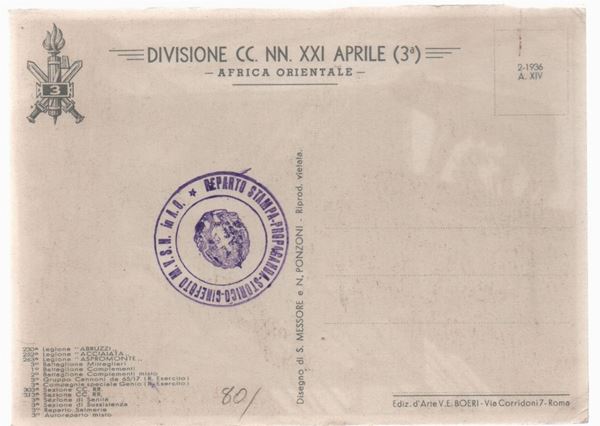 DIVISIONE CC. NN. XXI APRILE (3ª)
– AFRICA ORIENTALE –
3
2-1936
A. XIV
★ REPARTO STAMPA-PROPAGANDA-STORICO-CINEFOTO M.V.S.N. in A.O.
Disegno di S. MESSORE e N. PONZONI - Riprod. vietata.
Legione "ABRUZZI
Legione "ACCIAIATA
Legione "ASPROMONTE„
Battaglione Mitraglieri
Battaglione Complementi
Battaglione Complementi misto
Gruppo Cannoni da 65/17. (R. Esercito)
Compagnia speciale Genio (R. Esercito)
Sezione CC. RR.
Sezione CC. RR.
Sezione di Sanità
Sezione di Sussistenza
Reparto Salmerie
Autoreparto misto
80/
Ediz. d'Arte V. E. BOERI - Via Corridoni 7 - Roma